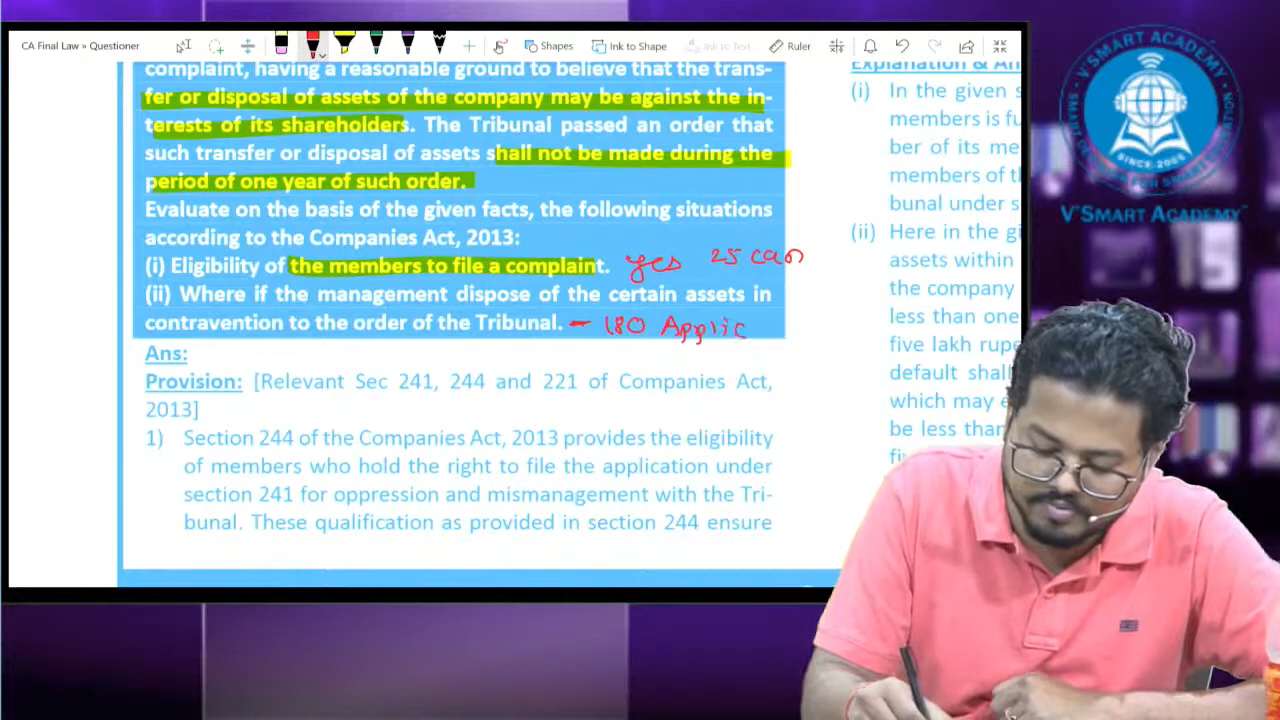 CA Final Law » Questioner
Shapes
Ink to Shape
Ink to Text
Ruler
complaint, having a reasonable ground to believe that the trans-
fer or disposal of assets of the company may be against the in-
terests of its shareholders. The Tribunal passed an order that
such transfer or disposal of assets shall not be made during the
period of one year of such order.
Evaluate on the basis of the given facts, the following situations
according to the Companies Act, 2013:
(i) Eligibility of the members to file a complaint. yes 25 can
(ii) Where if the management dispose of the certain assets in
contravention to the order of the Tribunal. – 180 Applic
Ans:
Provision: [Relevant Sec 241, 244 and 221 of Companies Act,
2013]
1) Section 244 of the Companies Act, 2013 provides the eligibility
of members who hold the right to file the application under
section 241 for oppression and mismanagement with the Tri-
bunal. These qualification as provided in section 244 ensure
Explanation & An
(i) In the given s
members is fu
ber of its me
members of th
bunal under s
(ii) Here in the gi
assets within
the company
less than one
five lakh rupe
default shall
which may e
be less than
V'SMART ACADEMY
SINCE 2006
V'SMART ACADEMY